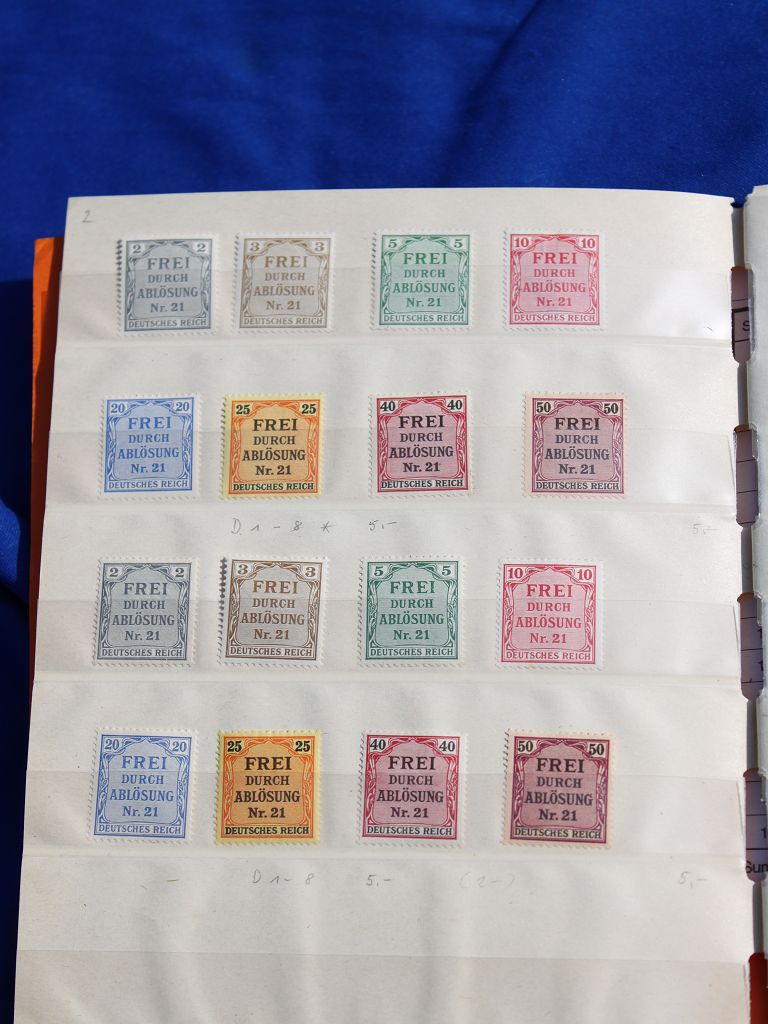 2
2 2
FREI
DURCH
ABLÖSUNG
Nr. 21
DEUTSCHES REICH
3 3
FREI
DURCH
ABLÖSUNG
Nr. 21
DEUTSCHES REICH
5 5
FREI
DURCH
ABLÖSUNG
Nr. 21
DEUTSCHES REICH
10 10
FREI
DURCH
ABLÖSUNG
Nr. 21
DEUTSCHES REICH
20 20
FREI
DURCH
ABLÖSUNG
Nr. 21
DEUTSCHES REICH
25 25
FREI
DURCH
ABLÖSUNG
Nr. 21
DEUTSCHES REICH
40 40
FREI
DURCH
ABLÖSUNG
Nr. 21
DEUTSCHES REICH
50 50
FREI
DURCH
ABLÖSUNG
Nr. 21
DEUTSCHES REICH
D 1 - 8 * 5,- 5,-
2 2
FREI
DURCH
ABLÖSUNG
Nr. 21
DEUTSCHES REICH
3 3
FREI
DURCH
ABLÖSUNG
Nr. 21
DEUTSCHES REICH
5 5
FREI
DURCH
ABLÖSUNG
Nr. 21
DEUTSCHES REICH
10 10
FREI
DURCH
ABLÖSUNG
Nr. 21
DEUTSCHES REICH
20 20
FREI
DURCH
ABLÖSUNG
Nr. 21
DEUTSCHES REICH
25 25
FREI
DURCH
ABLÖSUNG
Nr. 21
DEUTSCHES REICH
40 40
FREI
DURCH
ABLÖSUNG
Nr. 21
DEUTSCHES REICH
50 50
FREI
DURCH
ABLÖSUNG
Nr. 21
DEUTSCHES REICH
- D 1 - 8 5,- (2-) 5,-